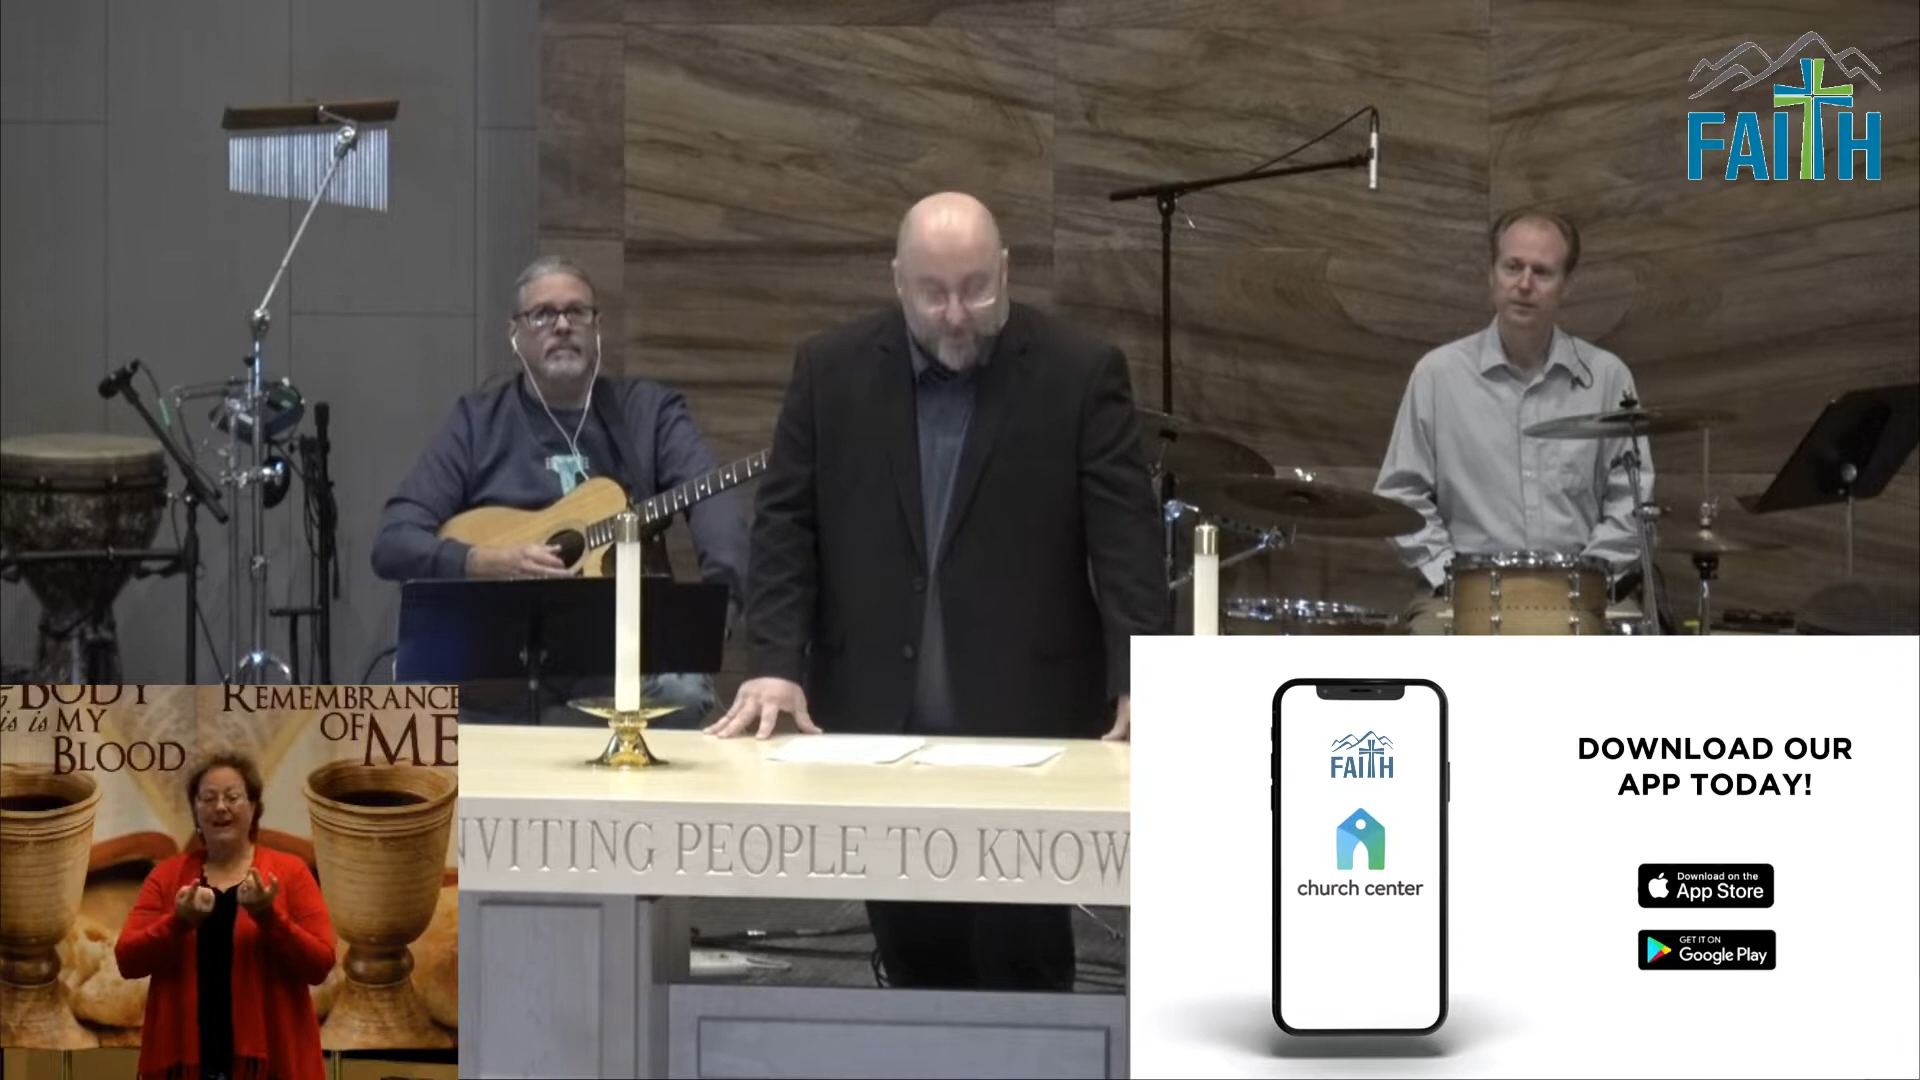 FAITH
BODY
is is MY
BLOOD
REMEMBRANCE
OF ME
NVITING PEOPLE TO KNOW
FAITH
church center
DOWNLOAD OUR
APP TODAY!
Download on the
App Store
GET IT ON
Google Play